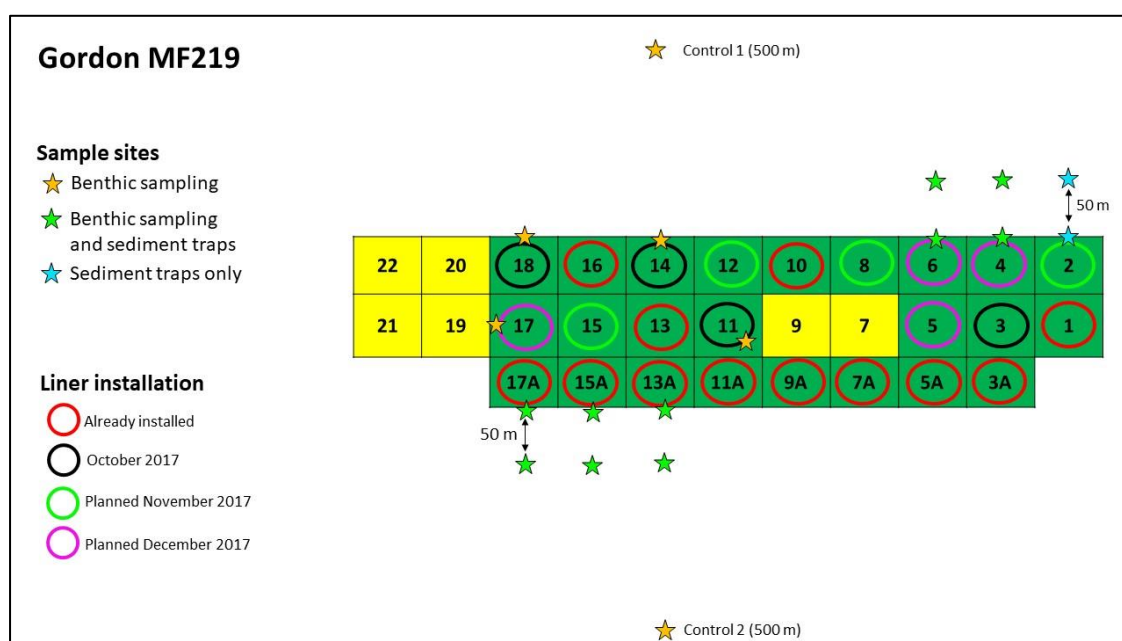 Gordon MF219
Control 1 (500 m)
Sample sites
Benthic sampling
Benthic sampling
and sediment traps
Sediment traps only
50 m
22 20 18 16 14 12 10 8 6 4 2
21 19 17 15 13 11 9 7 5 3 1
17A 15A 13A 11A 9A 7A 5A 3A
50 m
Liner installation
Already installed
October 2017
Planned November 2017
Planned December 2017
Control 2 (500 m)